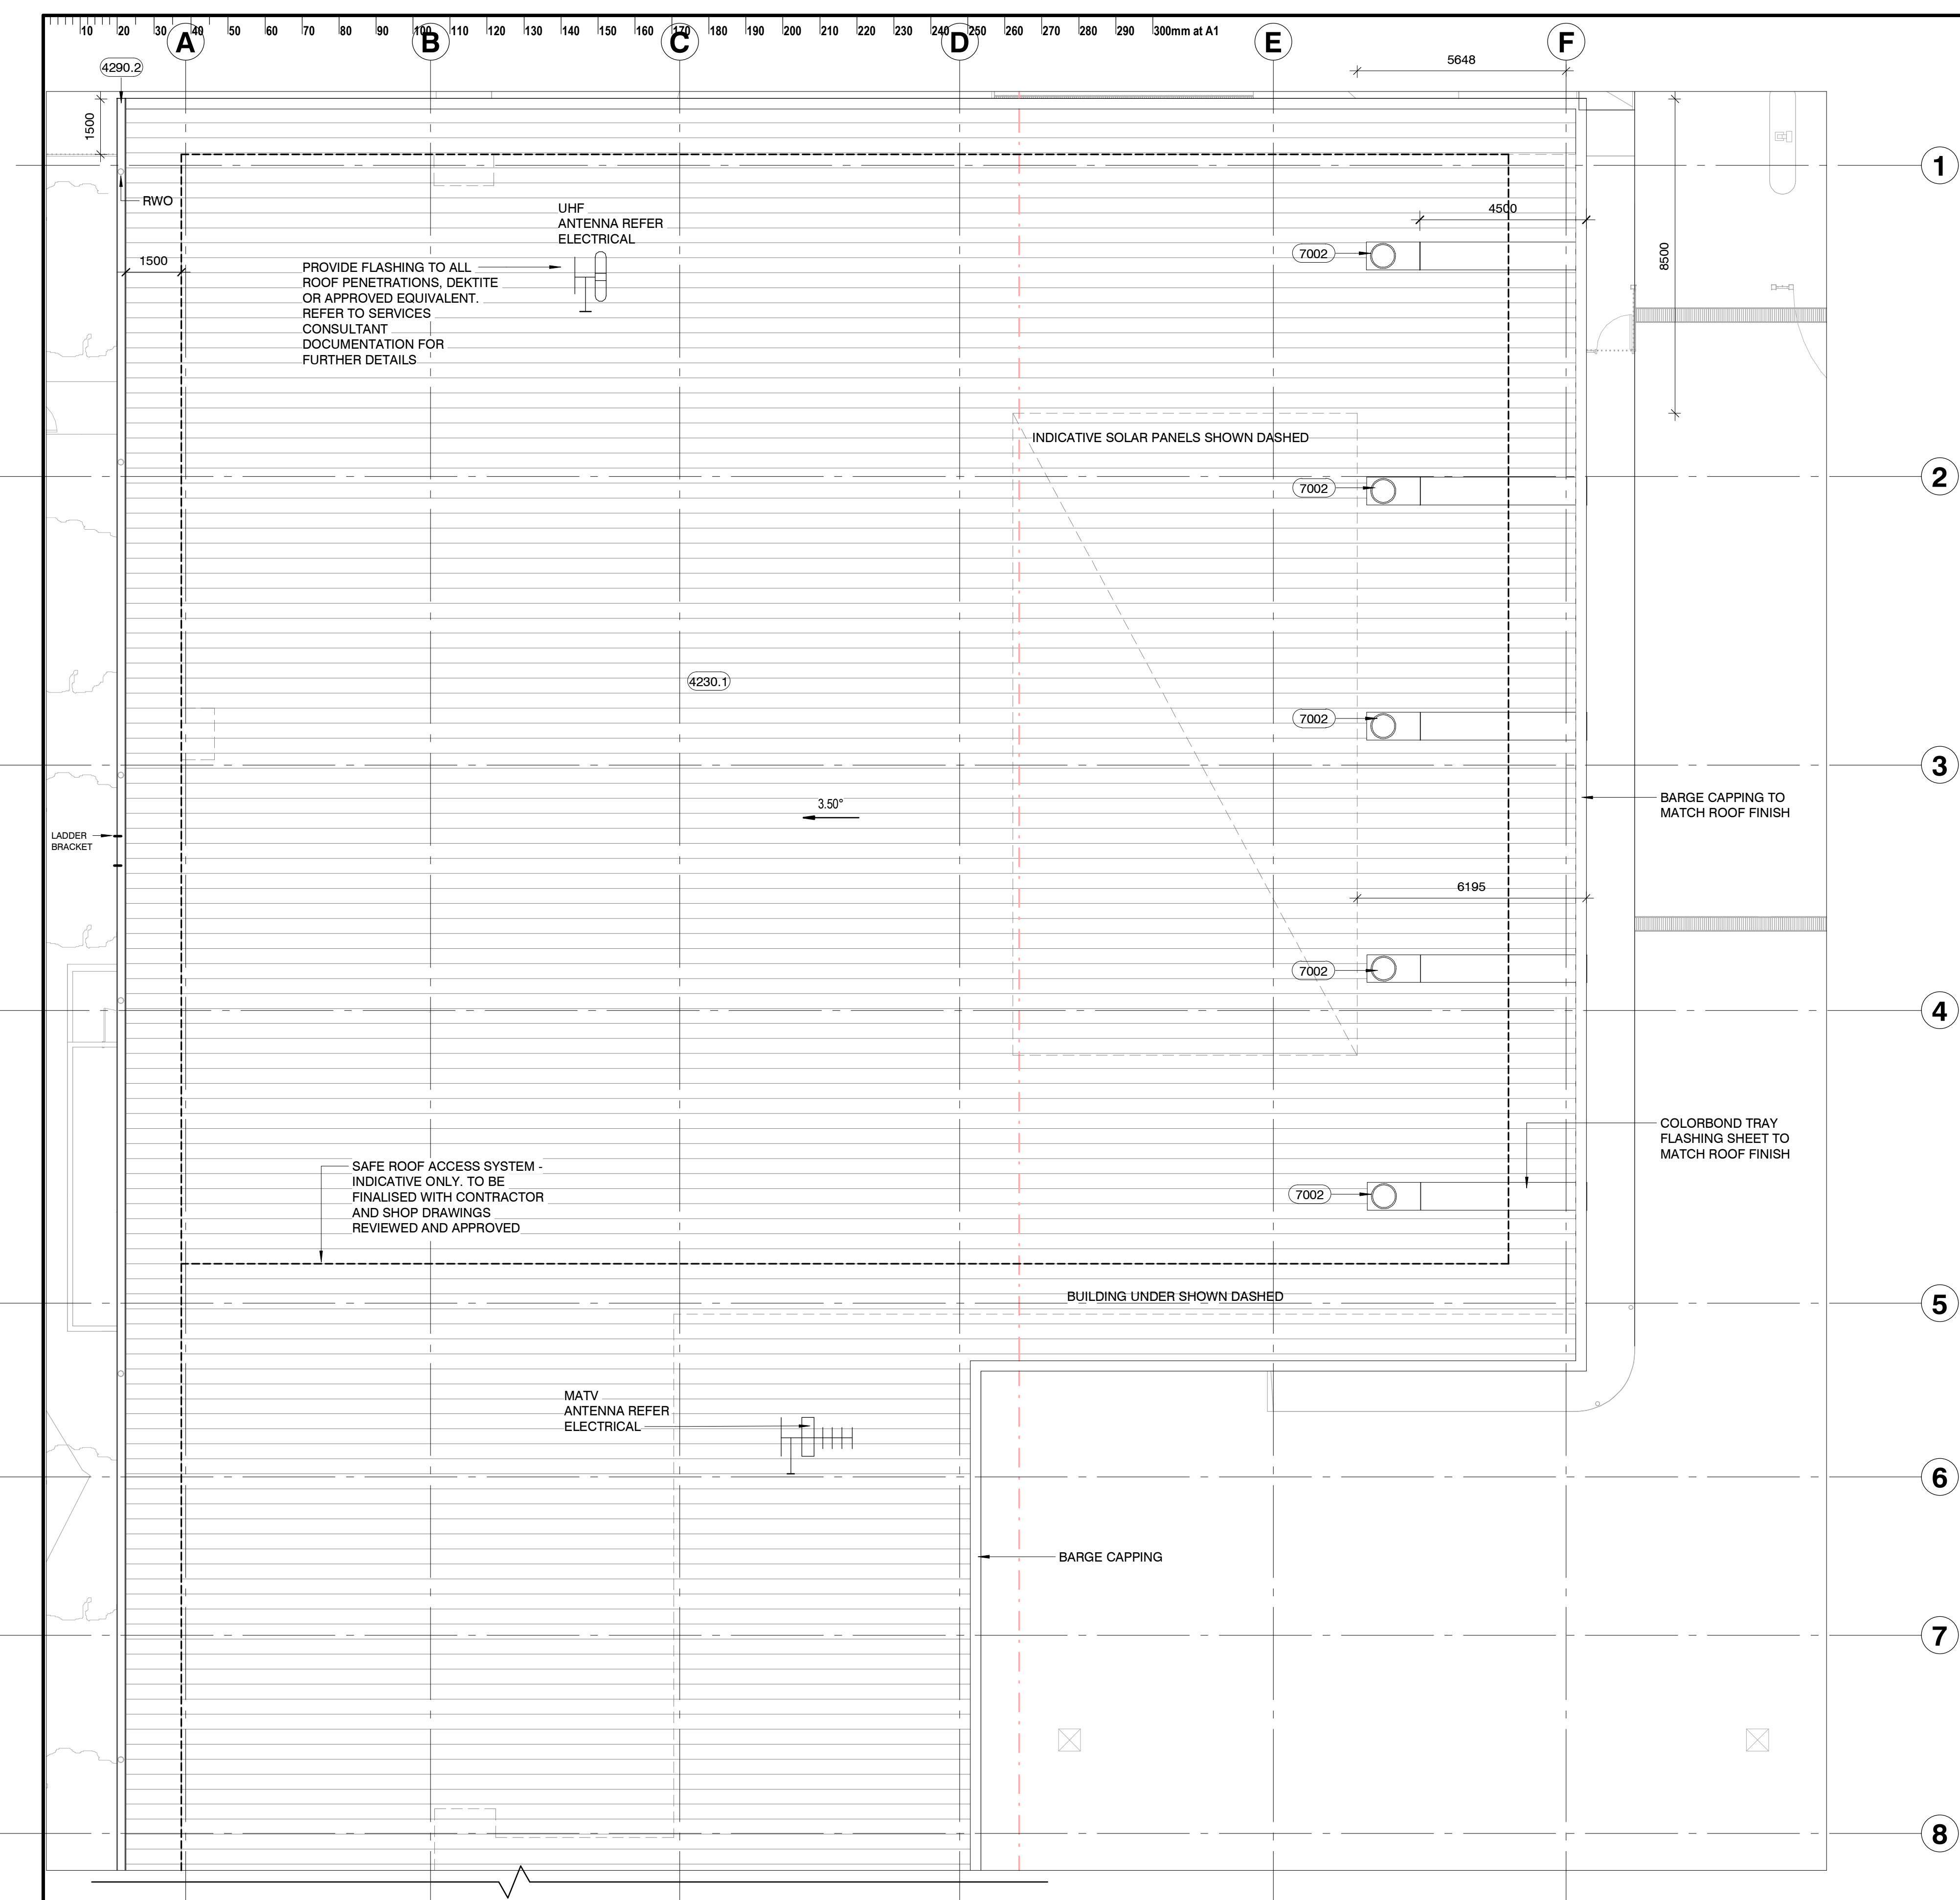 10 20 30 40 50 60 70 80 90 100 110 120 130 140 150 160 170 180 190 200 210 220 230 240 250 260 270 280 290 300mm at A1
A B C D E F
5648
4290.2
1500
1
RWO
UHF
ANTENNA REFER
ELECTRICAL
4500
8500
7002
1500
PROVIDE FLASHING TO ALL
ROOF PENETRATIONS, DEKTITE
OR APPROVED EQUIVALENT.
REFER TO SERVICES
CONSULTANT
DOCUMENTATION FOR
FURTHER DETAILS
INDICATIVE SOLAR PANELS SHOWN DASHED
2
7002
4230.1
7002
3
3.50°
BARGE CAPPING TO
MATCH ROOF FINISH
LADDER
BRACKET
6195
7002
4
COLORBOND TRAY
FLASHING SHEET TO
MATCH ROOF FINISH
SAFE ROOF ACCESS SYSTEM -
INDICATIVE ONLY. TO BE
FINALISED WITH CONTRACTOR
AND SHOP DRAWINGS
REVIEWED AND APPROVED
7002
BUILDING UNDER SHOWN DASHED
5
MATV
ANTENNA REFER
ELECTRICAL
6
BARGE CAPPING
7
8